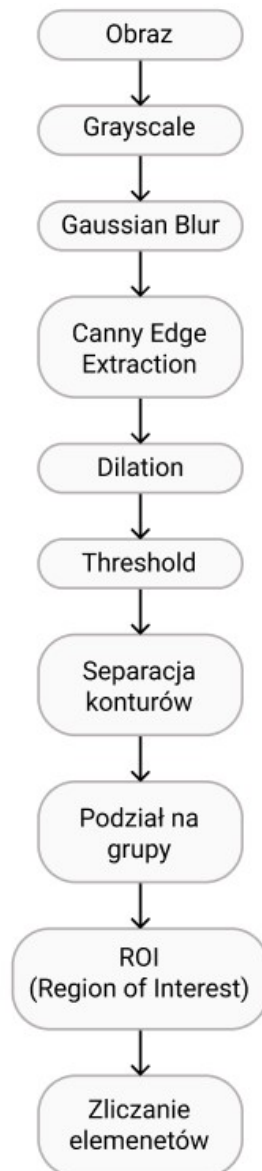 Obraz
Grayscale
Gaussian Blur
Canny Edge
Extraction
Dilation
Threshold
Separacja
konturów
Podział na
grupy
ROI
(Region of Interest)
Zliczanie
elemenetów